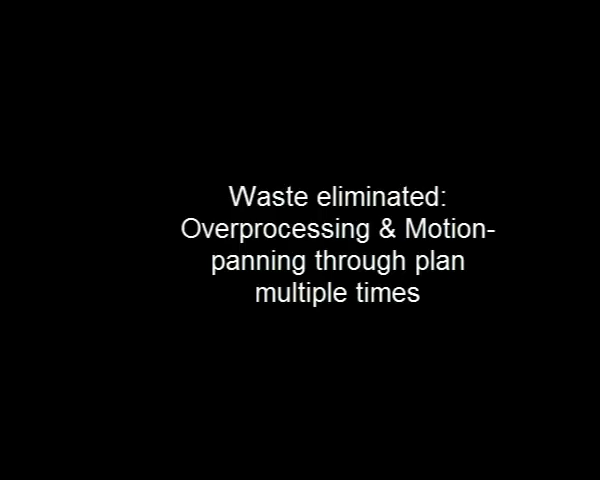 Waste eliminated:
Overprocessing & Motion-
panning through plan
multiple times